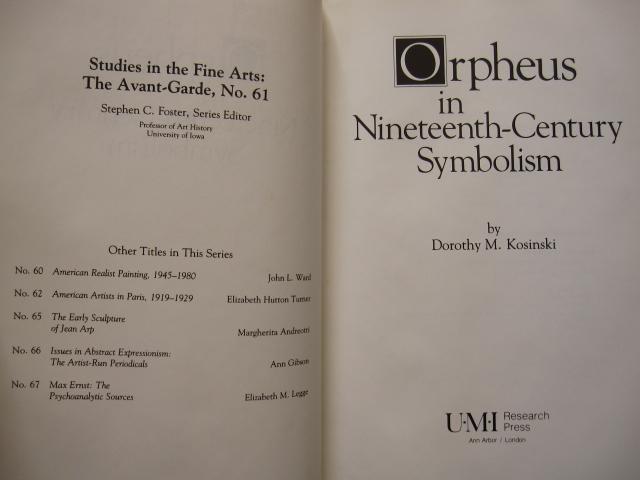 Studies in the Fine Arts:
The Avant-Garde, No. 61
Stephen C. Foster, Series Editor
Professor of Art History
University of Iowa
Other Titles in This Series
No. 60 American Realist Painting, 1945–1980 John L. Ward
No. 62 American Artists in Paris, 1919–1929 Elizabeth Hutton Turner
No. 65 The Early Sculpture
of Jean Arp Margherita Andreotti
No. 66 Issues in Abstract Expressionism:
The Artist-Run Periodicals Ann Gibson
No. 67 Max Ernst: The
Psychoanalytic Sources Elizabeth M. Legge
Orpheus
in
Nineteenth-Century
Symbolism
by
Dorothy M. Kosinski
U·M·I Research
Press
Ann Arbor / London